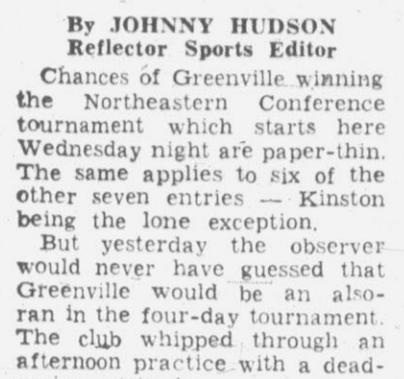 By JOHNNY HUDSON
Reflector Sports Editor
Chances of Greenville winning
the Northeastern Conference
tournament which starts here
Wednesday night are paper-thin.
The same applies to six of the
other seven entries — Kinston
being the lone exception.
But yesterday the observer
would never have guessed that
Greenville would be an also-
ran in the four-day tournament.
The club whipped through an
afternoon practice with a dead-